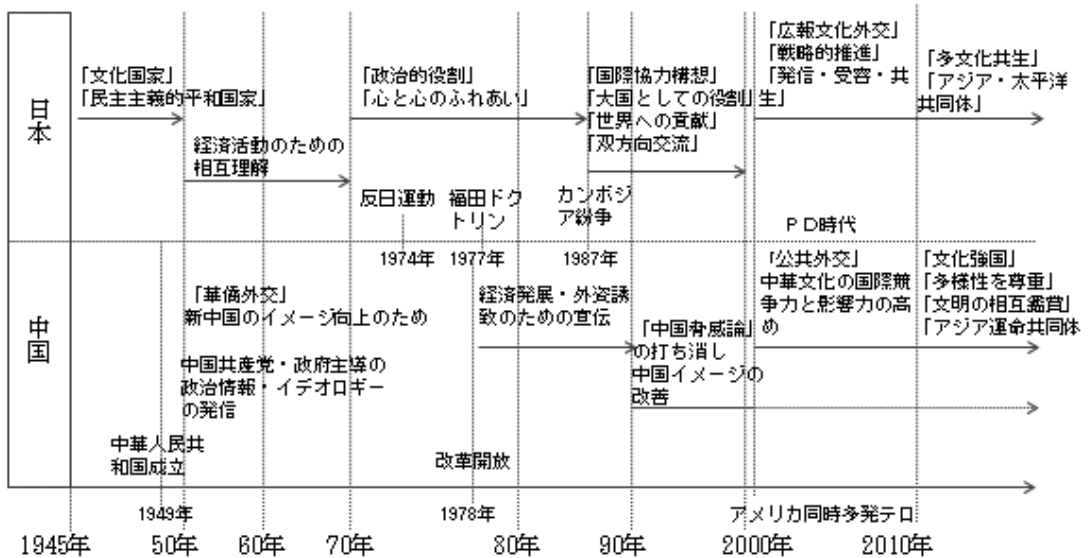 日本
「文化国家」
「民主主義的平和国家」
経済活動のための
相互理解
「政治的役割」
「心と心のふれあい」
「国際協力構想」
「大国としての役割」
「世界への貢献」
「双方向交流」
「広報文化外交」
「戦略的推進」
「発信・受容・共
生」
「多文化共生」
「アジア・太平洋
共同体」
反日運動
福田ドク
トリン
カンボジ
ア紛争
ＰＤ時代
1974年
1977年
1987年
中国
「華僑外交」
新中国のイメージ向上のため
中国共産党・政府主導の
政治情報・イデオロギー
の発信
経済発展・外資誘
致のための宣伝
「中国脅威論」
の打ち消し
中国イメージの
改善
「公共外交」
中華文化の国際競
争力と影響力の高
め
「文化強国」
「多様性を尊重」
「文明の相互鑑賞」
「アジア運命共同体
中華人民共
和国成立
改革開放
1949年
1978年
アメリカ同時多発テロ
1945年
50年
60年
70年
80年
90年
2000年
2010年